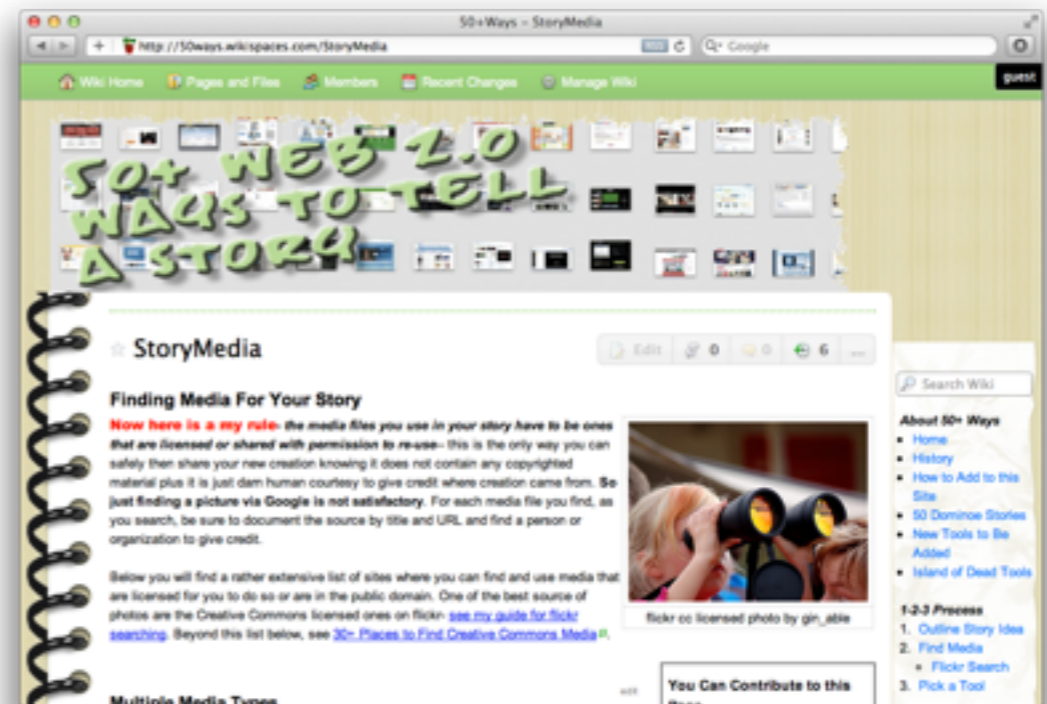 50+Ways - StoryMedia
http://50ways.wikispaces.com/StoryMedia
RSS
Google
Wiki Home Pages and Files Members Recent Changes Manage Wiki
guest
50+ WEB 2.0
WAYS TO TELL
A STORY
StoryMedia
Edit 0 0 6 ...
Search Wiki
Finding Media For Your Story
Now here is a my rule- the media files you use in your story have to be ones
that are licensed or shared with permission to re-use-- this is the only way you can
safely then share your new creation knowing it does not contain any copyrighted
material plus it is just darn human courtesy to give credit where creation came from. So
just finding a picture via Google is not satisfactory. For each media file you find, as
you search, be sure to document the source by title and URL and find a person or
organization to give credit.
Below you will find a rather extensive list of sites where you can find and use media that
are licensed for you to do so or are in the public domain. One of the best source of
photos are the Creative Commons licensed ones on flickr- see my guide for flickr
searching. Beyond this list below, see 30+ Places to Find Creative Commons Media.
flickr cc licensed photo by gin_able
Multiple Media Types
edit
You Can Contribute to this
Page
About 50+ Ways
Home
History
How to Add to this
Site
50 Dominoe Stories
New Tools to Be
Added
Island of Dead Tools
1-2-3 Process
1. Outline Story Idea
2. Find Media
Flickr Search
3. Pick a Tool